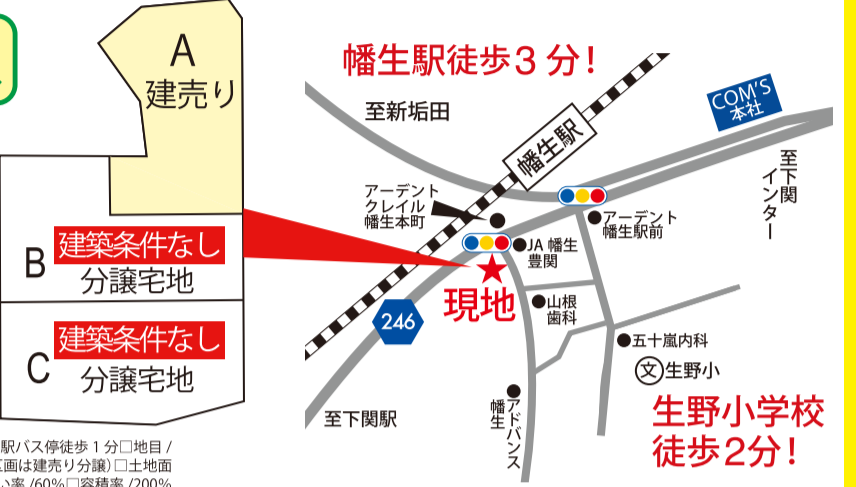 A
建売り
B
建築条件なし
分譲宅地
C
建築条件なし
分譲宅地
駅バス停徒歩1分□地目/
区画は建売り分譲)□土地面
い率/60%□容積率/200%
幡生駅徒歩3分!
至新垢田
幡生駅
COM'S
本社
至下関
インター
アーデント
クレイル
幡生本町
アーデント
幡生駅前
JA 幡生
豊関
現地
山根
歯科
246
五十嵐内科
文 生野小
至下関駅
アドバンス
幡生
生野小学校
徒歩2分!